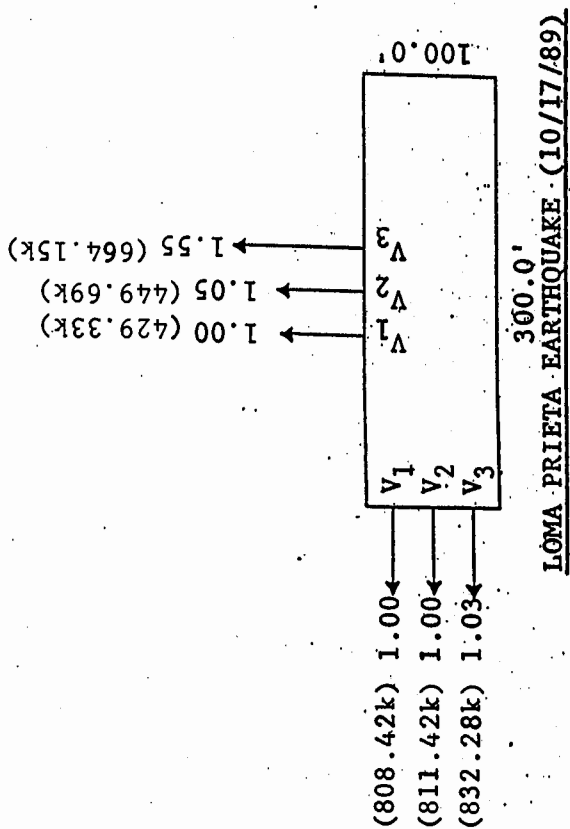 1.00 (429.33k)
V1
1.05 (449.69k)
V2
1.55 (664.15k)
V3
(808.42k) 1.00
V1
(811.42k) 1.00
V2
(832.28k) 1.03
V3
100.0'
300.0'
LOMA PRIETA EARTHQUAKE (10/17/89)